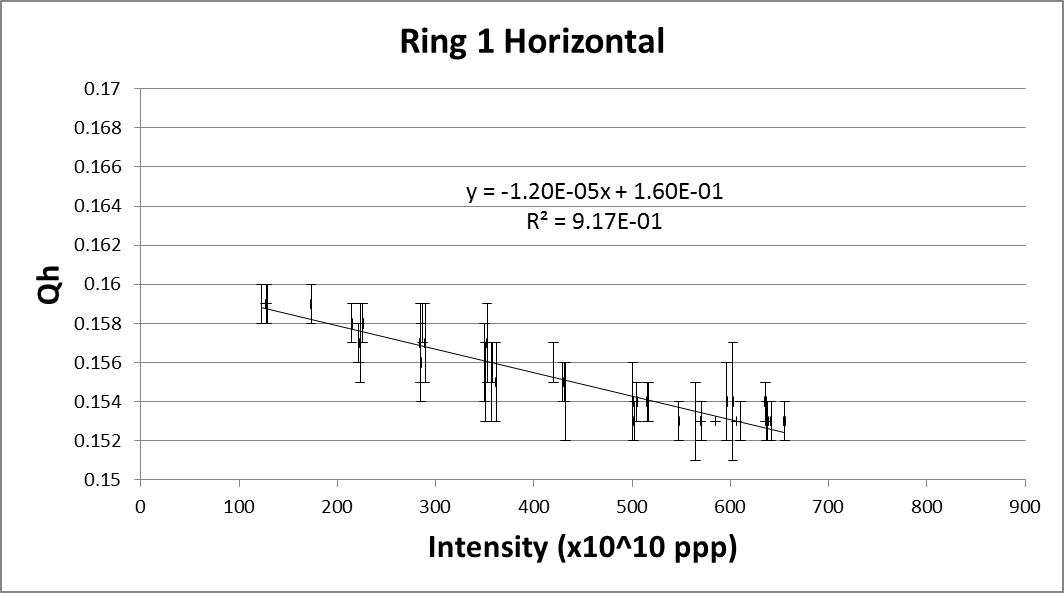 Ring 1 Horizontal
0.17
0.168
0.166
0.164
0.162
0.16
0.158
0.156
0.154
0.152
0.15
y = -1.20E-05x + 1.60E-01
R² = 9.17E-01
Qh
0 100 200 300 400 500 600 700 800 900
Intensity (x10^10 ppp)